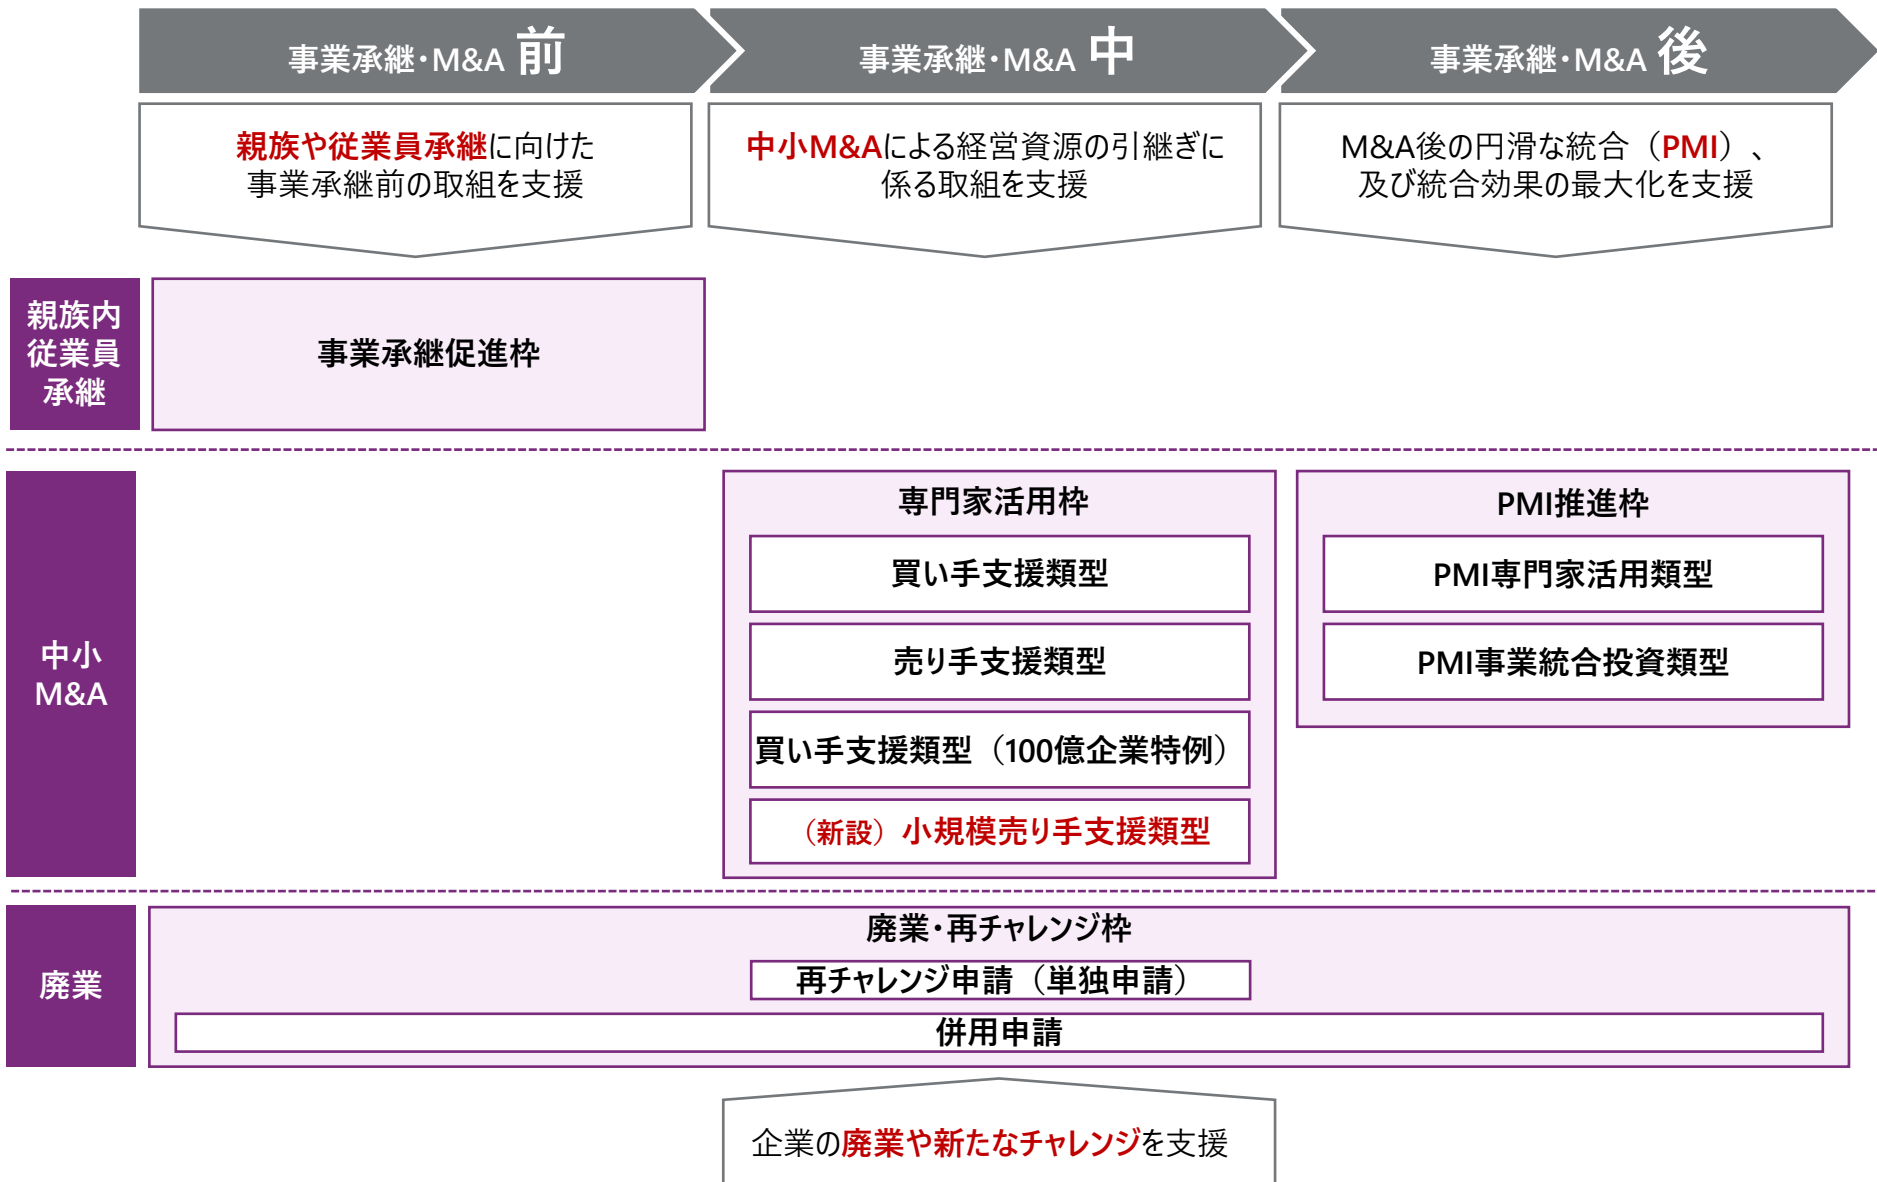 事業承継・M&A 前
事業承継・M&A 中
事業承継・M&A 後
親族や従業員承継に向けた
事業承継前の取組を支援
中小M&Aによる経営資源の引継ぎに
係る取組を支援
M&A後の円滑な統合（PMI）、
及び統合効果の最大化を支援
親族内
従業員
承継
事業承継促進枠
中小
M&A
専門家活用枠
買い手支援類型
売り手支援類型
買い手支援類型（100億企業特例）
（新設）小規模売り手支援類型
PMI推進枠
PMI専門家活用類型
PMI事業統合投資類型
廃業
廃業・再チャレンジ枠
再チャレンジ申請（単独申請）
併用申請
企業の廃業や新たなチャレンジを支援